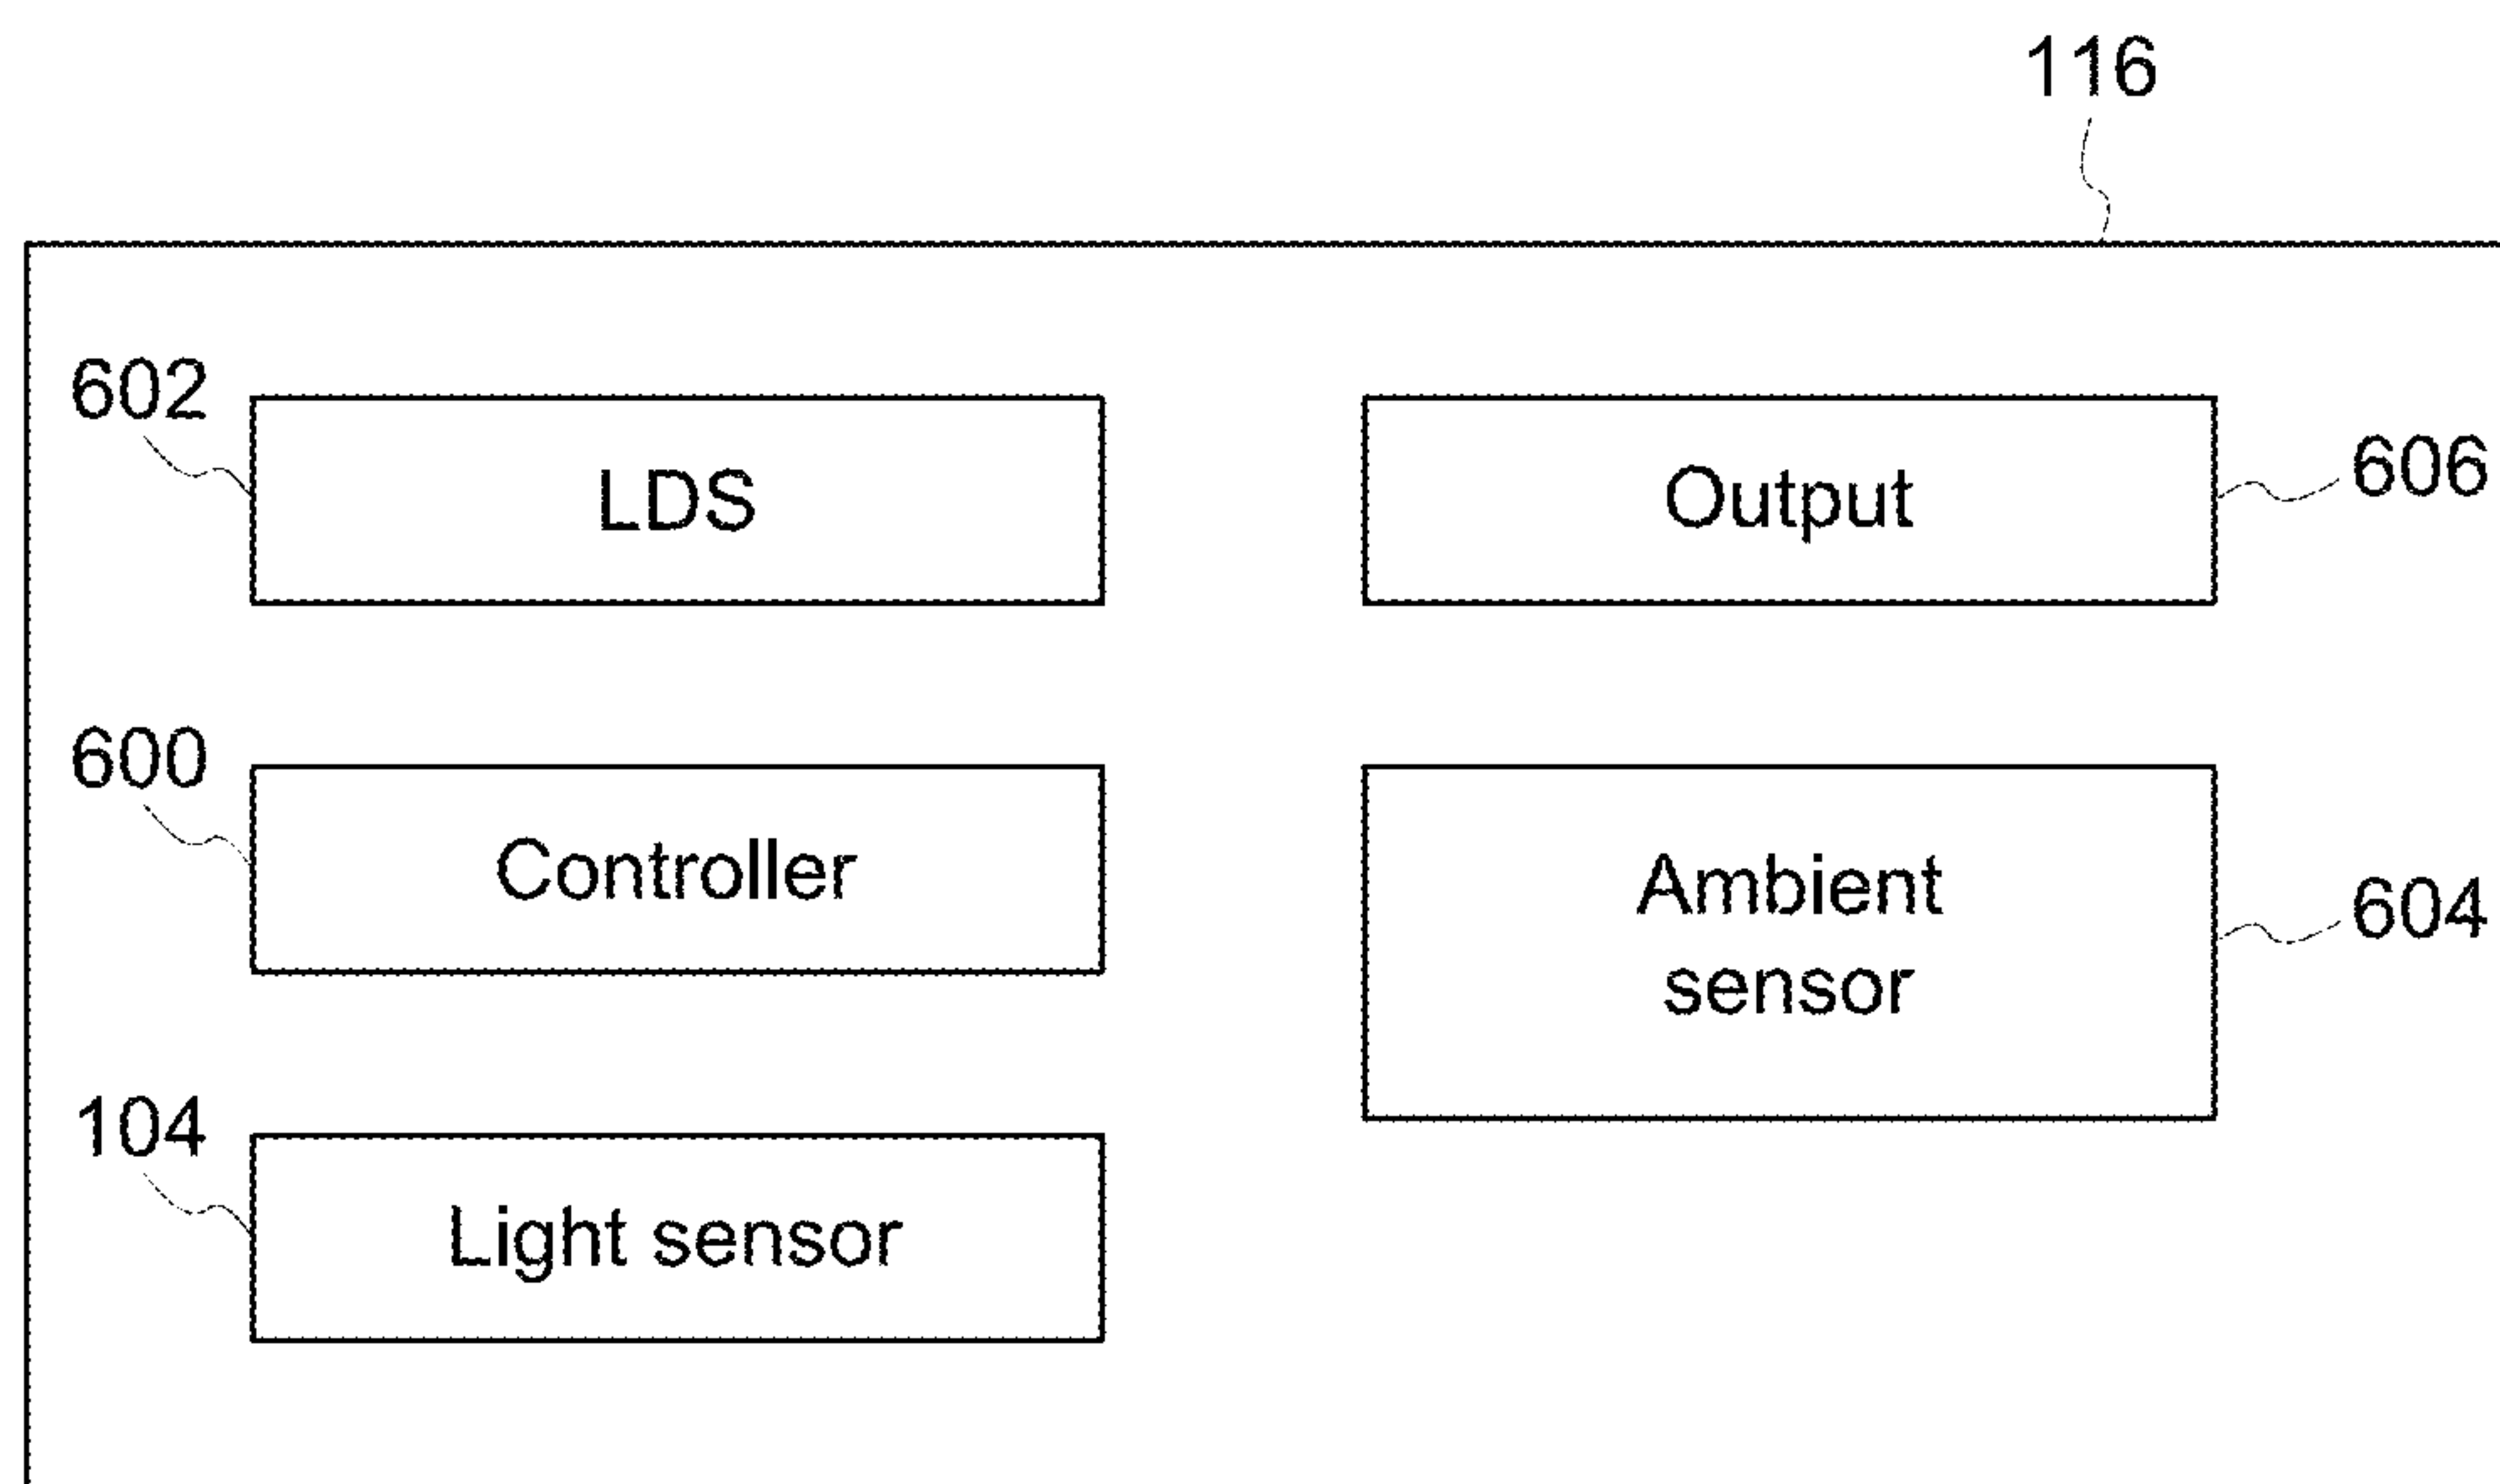 116
602
LDS
Output
606
600
Controller
Ambient
sensor
604
104
Light sensor